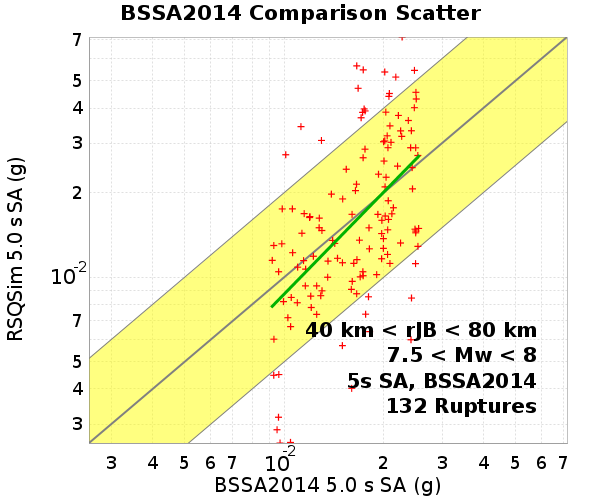 BSSA2014 Comparison Scatter
7
5
4
3
2
10-2
7
5
4
3
RSQSim 5.0 s SA (g)
40 km < rJB < 80 km
7.5 < Mw < 8
5s SA, BSSA2014
132 Ruptures
3 4 5 6 7 10-2 2 3 4 5 6 7
BSSA2014 5.0 s SA (g)